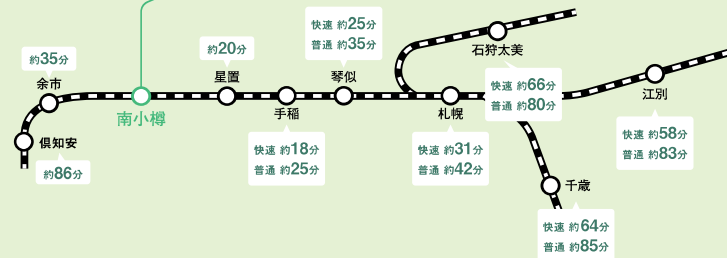 約35分
余市
倶知安
約86分
南小樽
約20分
星置
手稲
快速 約18分
普通 約25分
快速 約25分
普通 約35分
琴似
札幌
快速 約31分
普通 約42分
石狩太美
快速 約66分
普通 約80分
江別
快速 約58分
普通 約83分
千歳
快速 約64分
普通 約85分